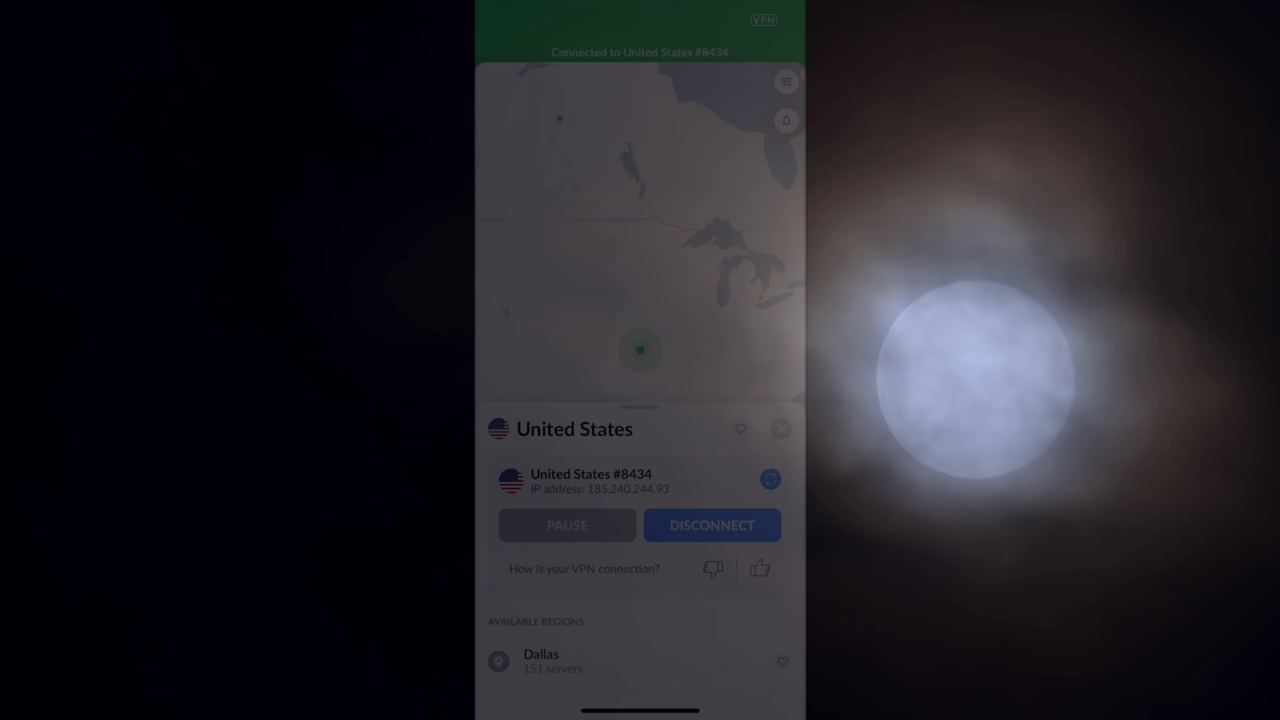 VPN
Connected to United States #8434
United States
United States #8434
IP address: 185.240.244.93
PAUSE
DISCONNECT
How is your VPN connection?
AVAILABLE REGIONS
Dallas
151 servers